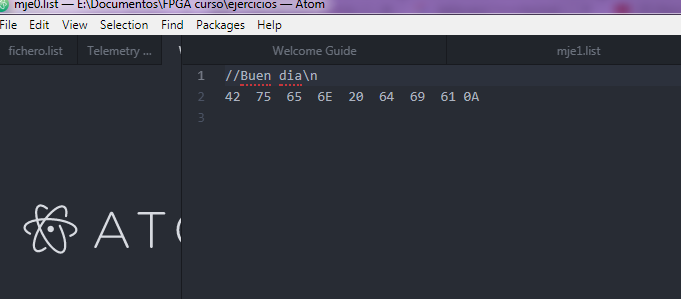 mje0.list — E:\Documentos\FPGA curso\ejercicios — Atom
File Edit View Selection Find Packages Help
fichero.list Telemetry ... Welcome Guide mje1.list
1 //Buen dia\n
2 42 75 65 6E 20 64 69 61 0A
3